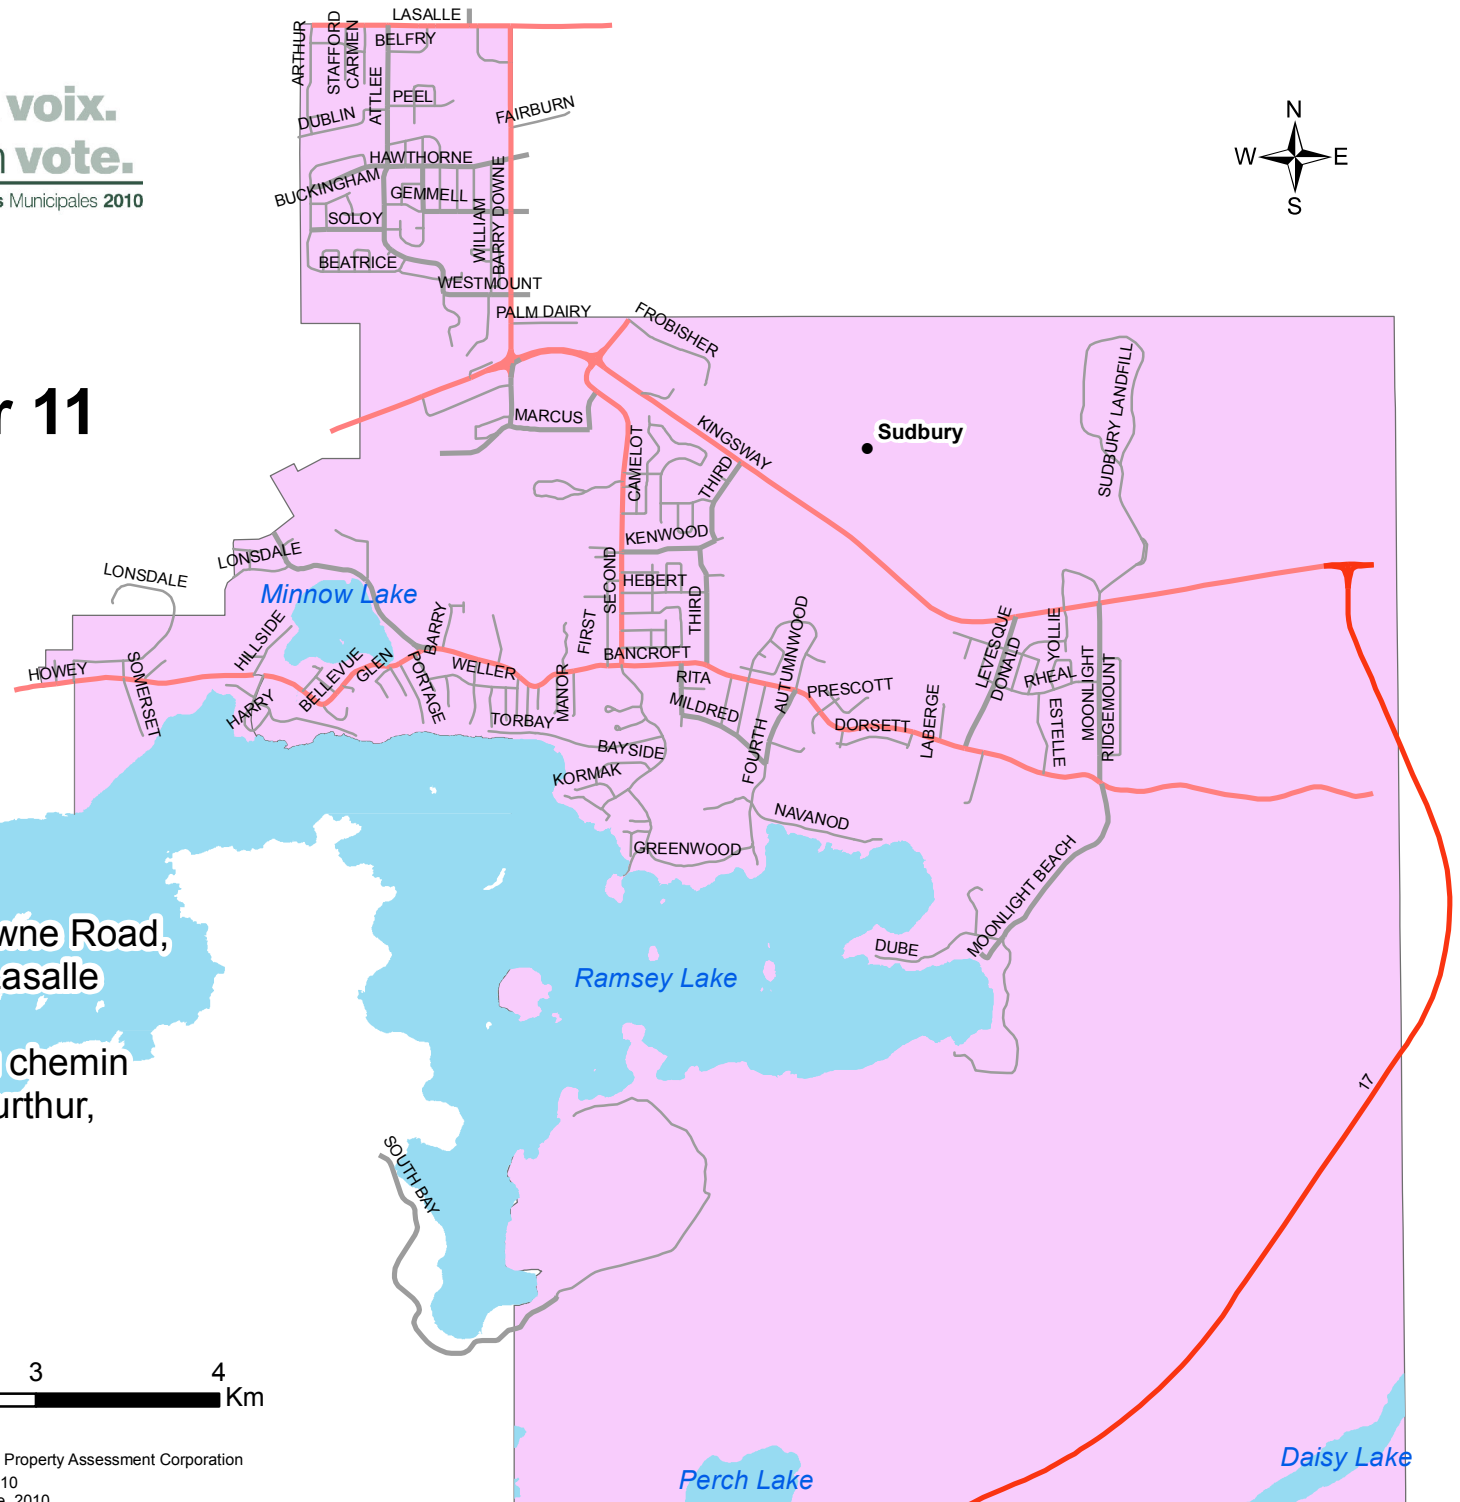 LASALLE
ARTHUR
STAFFORD
CARMEN
BELFRY
ATTLEE
PEEL
DUBLIN
FAIRBURN
voix.
n vote.
s Municipales 2010
N
W
E
S
HAWTHORNE
BUCKINGHAM
GEMMELL
SOLOY
WILLIAM
BARRY DOWNE
BEATRICE
WESTMOUNT
PALM DAIRY
FROBISHER
r 11
MARCUS
KINGSWAY
Sudbury
SUDBURY LANDFILL
CAMELOT
THIRD
KENWOOD
LONSDALE
LONSDALE
Minnow Lake
SECOND
HEBERT
THIRD
HILLSIDE
BARRY
FIRST
AUTUMNWOOD
LEVESQUE
DONALD
YOLLIE
HOWEY
SOMERSET
BELLEVUE
GLEN
PORTAGE
WELLER
MANOR
BANCROFT
RITA
PRESCOTT
RHEAL
MOONLIGHT
RIDGEMOUNT
HARRY
TORBAY
MILDRED
DORSETT
LABERGE
ESTELLE
BAYSIDE
FOURTH
KORMAK
NAVANOD
GREENWOOD
MOONLIGHT BEACH
DUBE
wne Road,
Lasalle
Ramsey Lake
chemin
urthur,
17
SOUTH BAY
3
4
Km
Property Assessment Corporation
10
e, 2010
Perch Lake
Daisy Lake